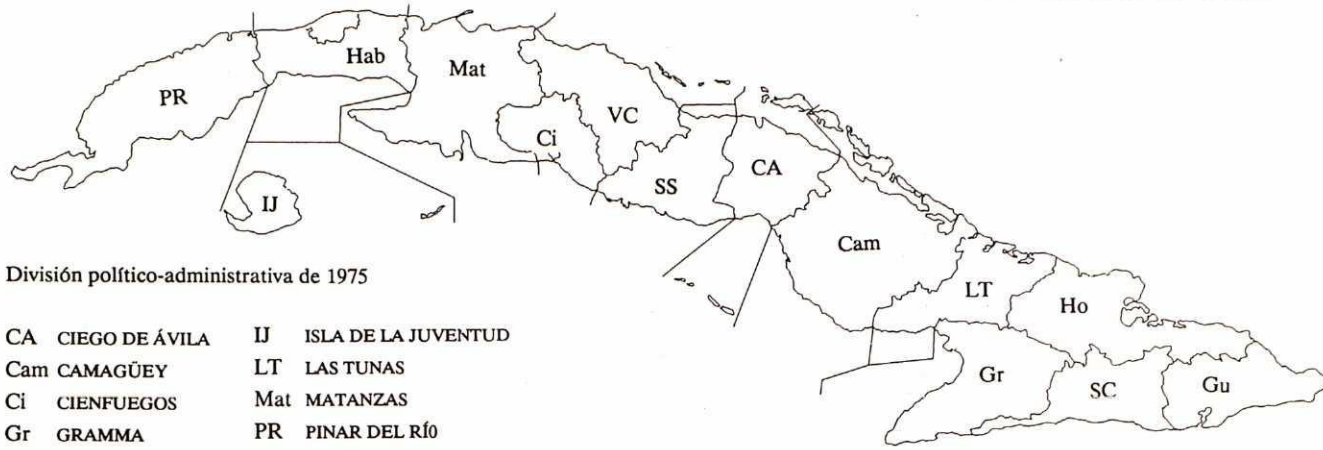 Hab
Mat
PR
VC
Ci
CA
SS
IJ
Cam
LT
Ho
Gr
SC
Gu
División político-administrativa de 1975
CA CIEGO DE ÁVILA IJ ISLA DE LA JUVENTUD
Cam CAMAGÜEY LT LAS TUNAS
Ci CIENFUEGOS Mat MATANZAS
Gr GRAMMA PR PINAR DEL RÍ0